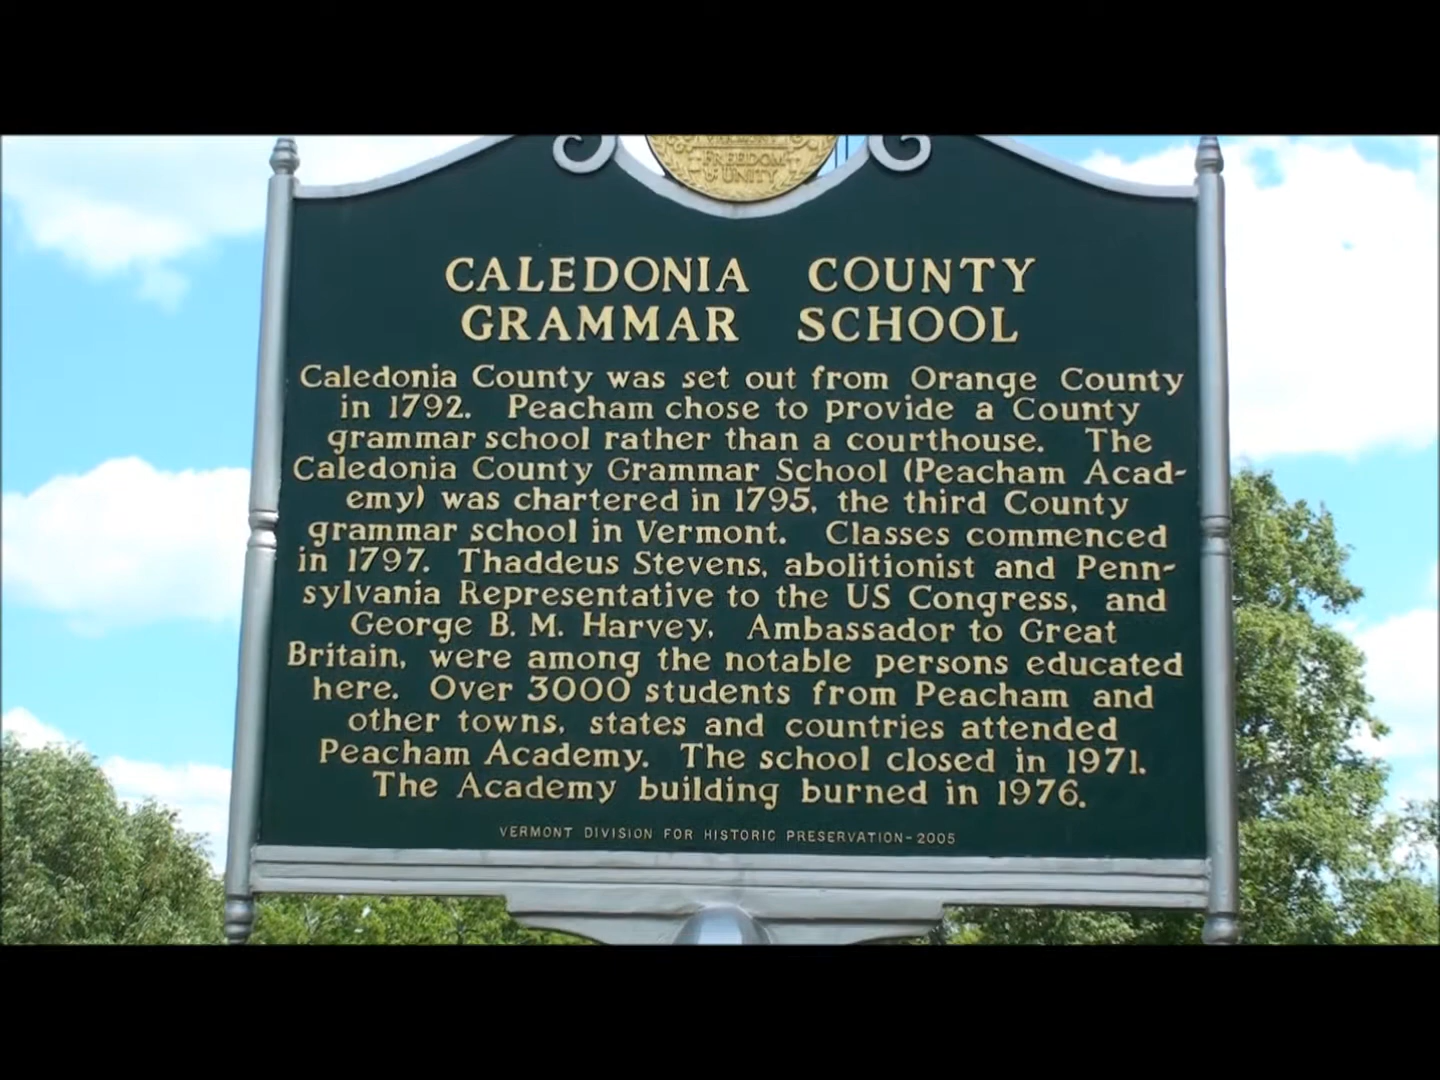 VERMONT
FREEDOM
& UNITY
CALEDONIA COUNTY
GRAMMAR SCHOOL
Caledonia County was set out from Orange County
in 1792. Peacham chose to provide a County
grammar school rather than a courthouse. The
Caledonia County Grammar School (Peacham Acad-
emy) was chartered in 1795, the third County
grammar school in Vermont. Classes commenced
in 1797. Thaddeus Stevens, abolitionist and Penn-
sylvania Representative to the US Congress, and
George B. M. Harvey, Ambassador to Great
Britain, were among the notable persons educated
here. Over 3000 students from Peacham and
other towns, states and countries attended
Peacham Academy. The school closed in 1971.
The Academy building burned in 1976.
VERMONT DIVISION FOR HISTORIC PRESERVATION-2005